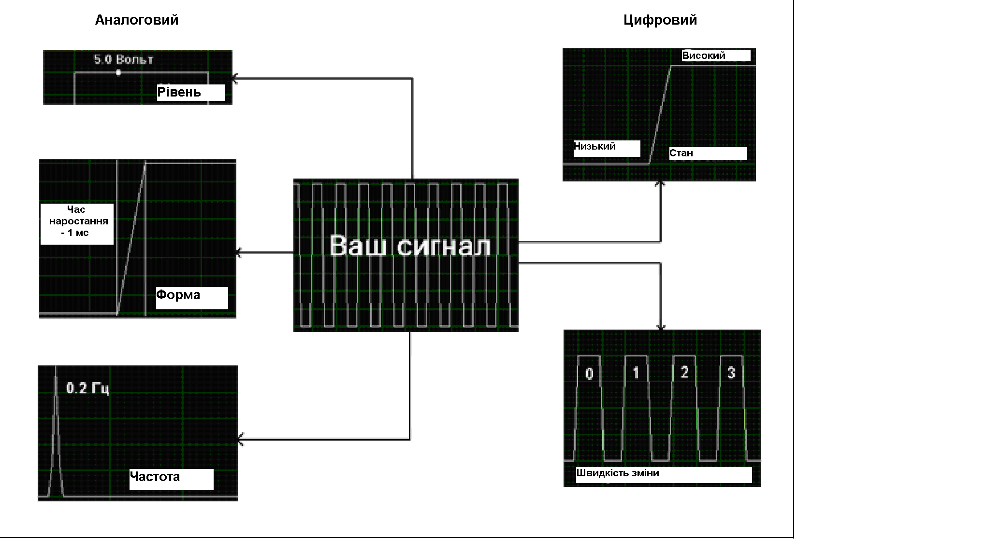 Аналоговий
Цифровий
5.0 Вольт
Рівень
Високий
Низький
Стан
Час
наростання
- 1 мс
Форма
Ваш сигнал
0.2 Гц
Частота
0 1 2 3
Швидкість зміни